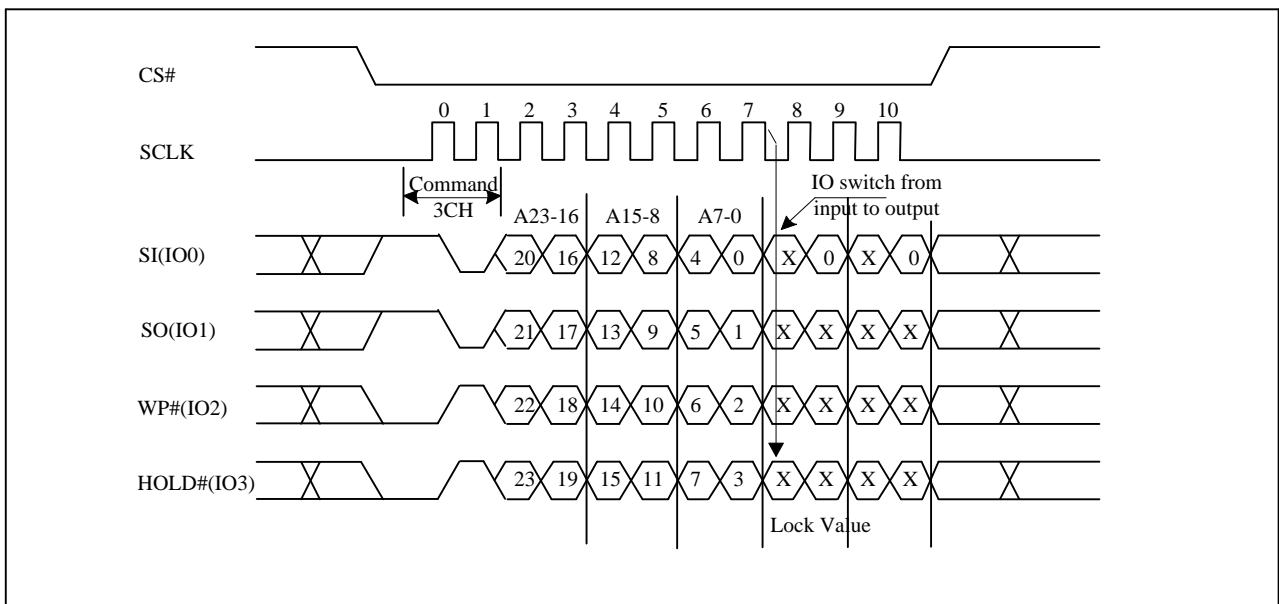 CS#
0 1 2 3 4 5 6 7 8 9 10
SCLK
Command
3CH
IO switch from
input to output
A23-16 A15-8 A7-0
SI(IO0) 20 16 12 8 4 0 X 0 X 0
SO(IO1) 21 17 13 9 5 1 X X X X
WP#(IO2) 22 18 14 10 6 2 X X X X
HOLD#(IO3) 23 19 15 11 7 3 X X X X
Lock Value